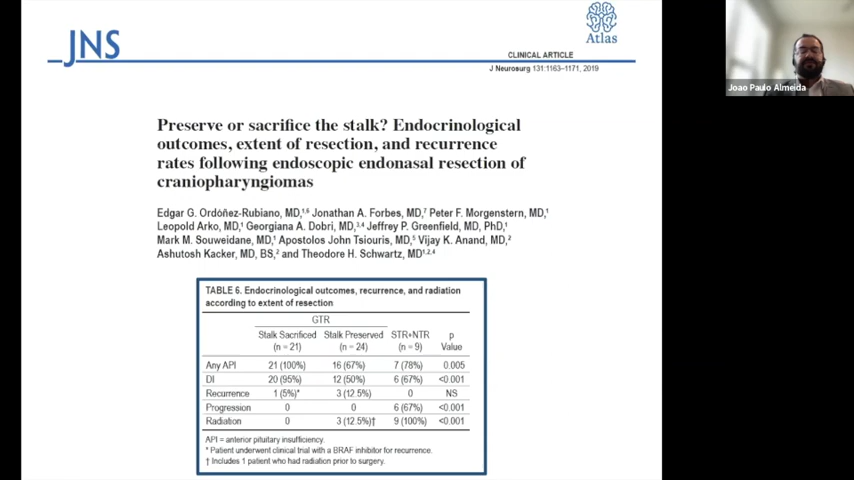 JNS
Atlas
CLINICAL ARTICLE
J Neurosurg 131:1163–1171, 2019
Joao Paulo Almeida
Preserve or sacrifice the stalk? Endocrinological
outcomes, extent of resection, and recurrence
rates following endoscopic endonasal resection of
craniopharyngiomas
Edgar G. Ordóñez-Rubiano, MD,1,6 Jonathan A. Forbes, MD,7 Peter F. Morgenstern, MD,1
Leopold Arko, MD,1 Georgiana A. Dobri, MD,3,4 Jeffrey P. Greenfield, MD, PhD,1
Mark M. Souweidane, MD,1 Apostolos John Tsiouris, MD,5 Vijay K. Anand, MD,2
Ashutosh Kacker, MD, BS,2 and Theodore H. Schwartz, MD1,2,4
TABLE 6. Endocrinological outcomes, recurrence, and radiation
according to extent of resection
GTR
Stalk Sacrificed Stalk Preserved STR+NTR p
(n = 21) (n = 24) (n = 9) Value
Any API 21 (100%) 16 (67%) 7 (78%) 0.005
DI 20 (95%) 12 (50%) 6 (67%) <0.001
Recurrence 1 (5%)* 3 (12.5%) 0 NS
Progression 0 0 6 (67%) <0.001
Radiation 0 3 (12.5%)† 9 (100%) <0.001
API = anterior pituitary insufficiency.
* Patient underwent clinical trial with a BRAF inhibitor for recurrence.
† Includes 1 patient who had radiation prior to surgery.